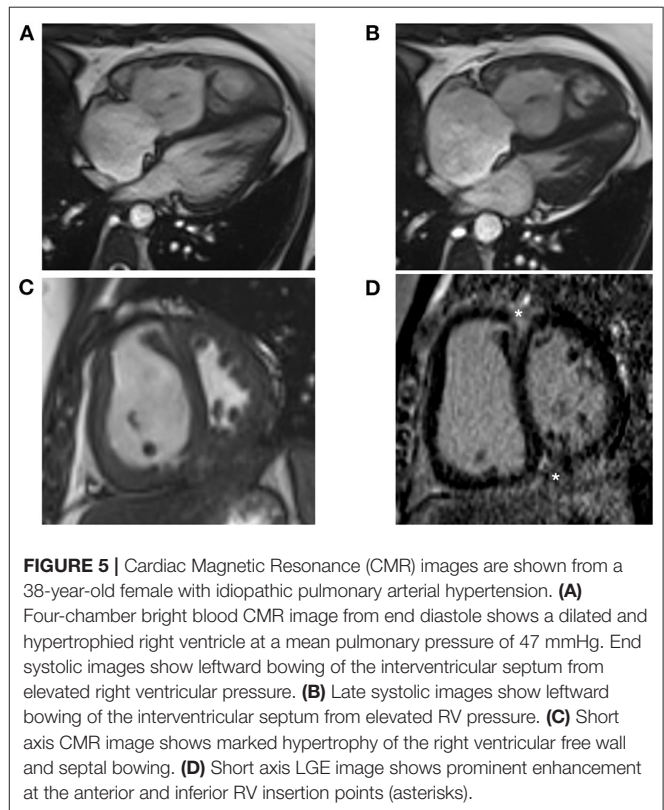 A
B
C
D
*
*
FIGURE 5 | Cardiac Magnetic Resonance (CMR) images are shown from a
38-year-old female with idiopathic pulmonary arterial hypertension. (A)
Four-chamber bright blood CMR image from end diastole shows a dilated and
hypertrophied right ventricle at a mean pulmonary pressure of 47 mmHg. End
systolic images show leftward bowing of the interventricular septum from
elevated right ventricular pressure. (B) Late systolic images show leftward
bowing of the interventricular septum from elevated RV pressure. (C) Short
axis CMR image shows marked hypertrophy of the right ventricular free wall
and septal bowing. (D) Short axis LGE image shows prominent enhancement
at the anterior and inferior RV insertion points (asterisks).